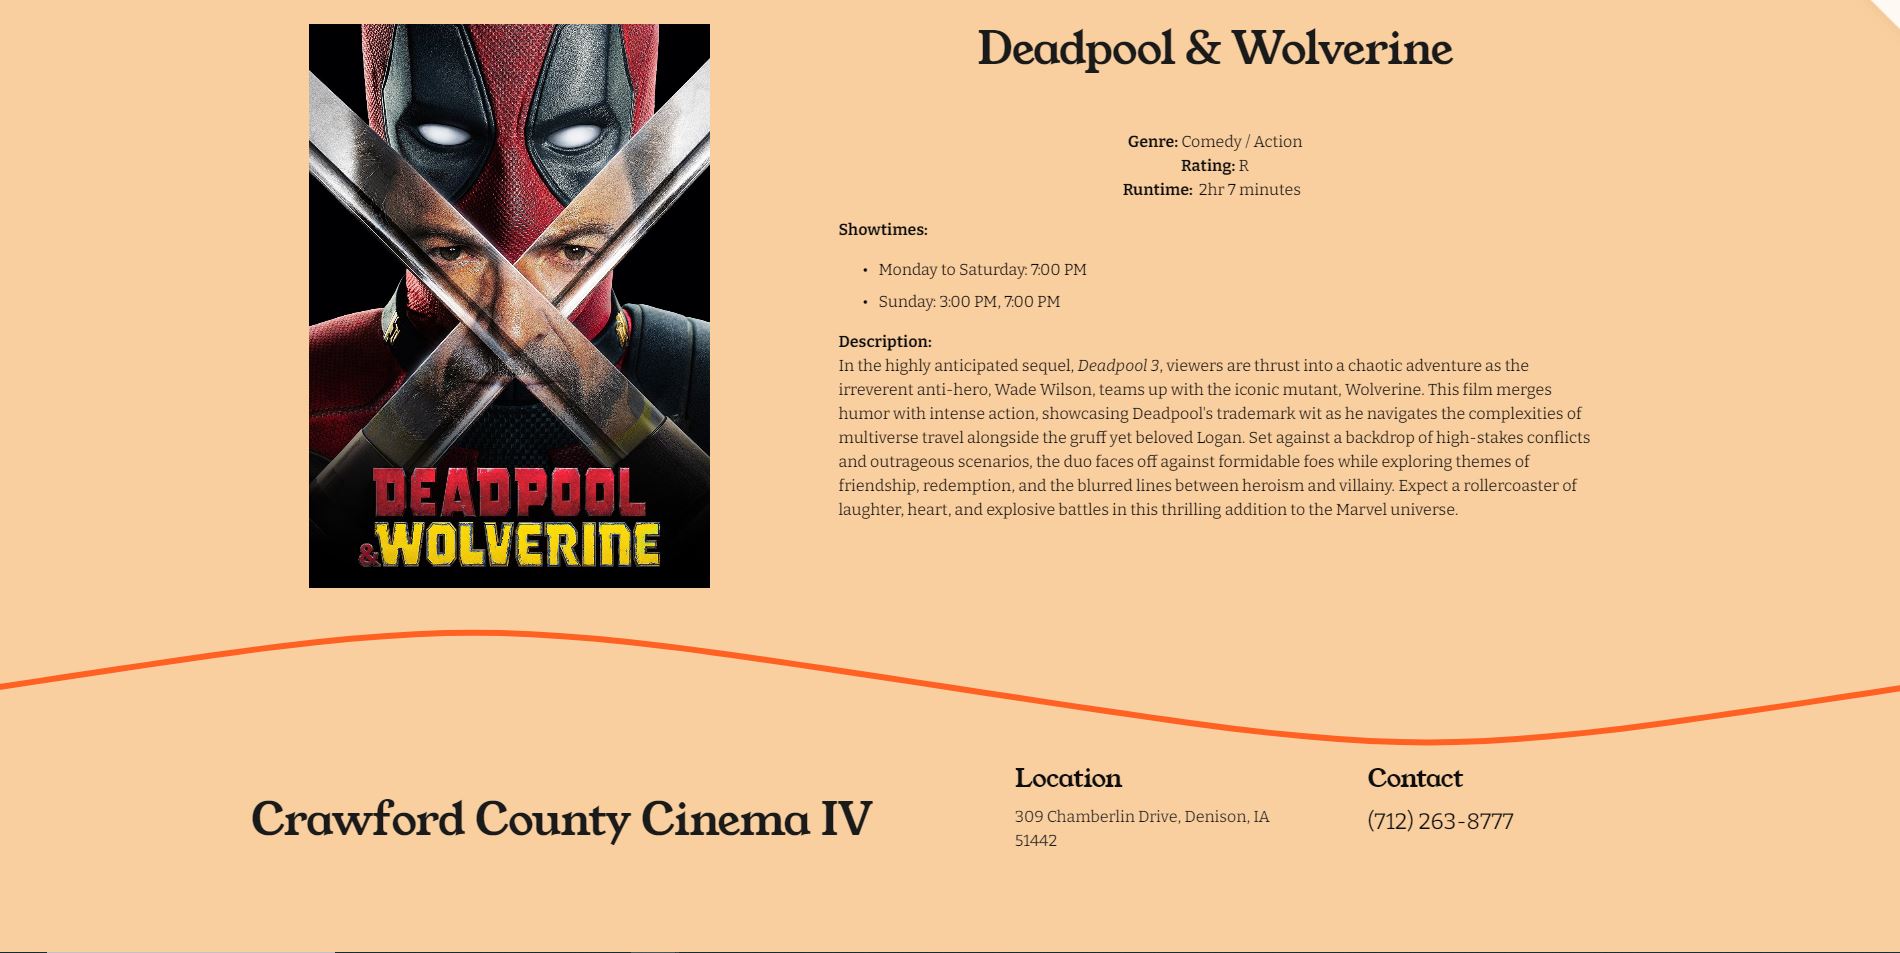 DEADPOOL
&WOLVERINE
Deadpool & Wolverine
Genre: Comedy / Action
Rating: R
Runtime: 2hr 7 minutes
Showtimes:
• Monday to Saturday: 7:00 PM
• Sunday: 3:00 PM, 7:00 PM
Description:
In the highly anticipated sequel, Deadpool 3, viewers are thrust into a chaotic adventure as the
irreverent anti-hero, Wade Wilson, teams up with the iconic mutant, Wolverine. This film merges
humor with intense action, showcasing Deadpool's trademark wit as he navigates the complexities of
multiverse travel alongside the gruff yet beloved Logan. Set against a backdrop of high-stakes conflicts
and outrageous scenarios, the duo faces off against formidable foes while exploring themes of
friendship, redemption, and the blurred lines between heroism and villainy. Expect a rollercoaster of
laughter, heart, and explosive battles in this thrilling addition to the Marvel universe.
Crawford County Cinema IV
Location
309 Chamberlin Drive, Denison, IA
51442
Contact
(712) 263-8777